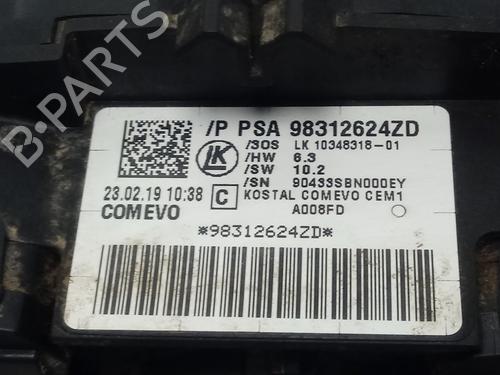 /P PSA 98312624ZD
/SOS LK 10348318-01
/HW 6.3
/SW 10.2
/SN 90433SBN000EY
LK
23.02.19 10:38 C KOSTAL COMEVO CEM1
COMEVO A008FD
*98312624ZD*
B-PARTS